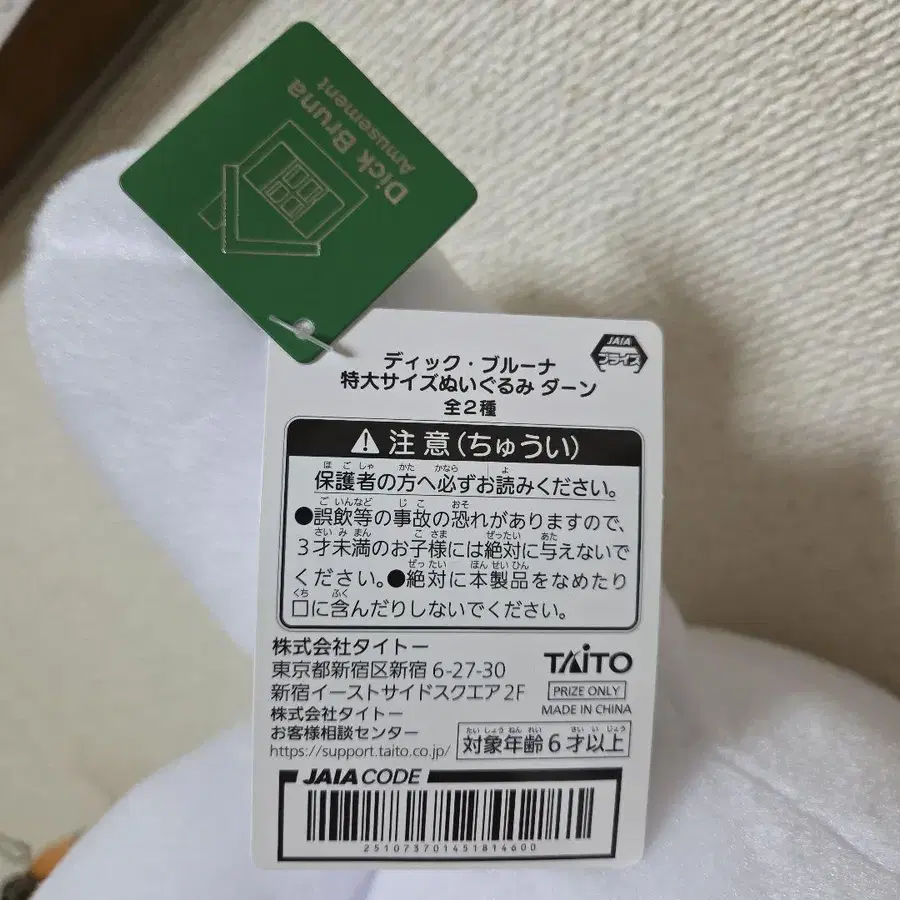 Dick Bruna
Amusement
JAIA
プライズ
ディック・ブルーナ
特大サイズぬいぐるみ ダーン
全2種
注意(ちゅうい)
保護者の方へ必ずお読みください。
●誤飲等の事故の恐れがありますので、
3才未満のお子様には絶対に与えないで
ください。●絶対に本製品をなめたり
口に含んだりしないでください。
株式会社タイトー
東京都新宿区新宿 6-27-30
新宿イーストサイドスクエア 2F
株式会社タイトー
お客様相談センター
https://support.taito.co.jp/
TAITO
PRIZE ONLY
MADE IN CHINA
対象年齢 6才以上
JAIA CODE
251073701451814600